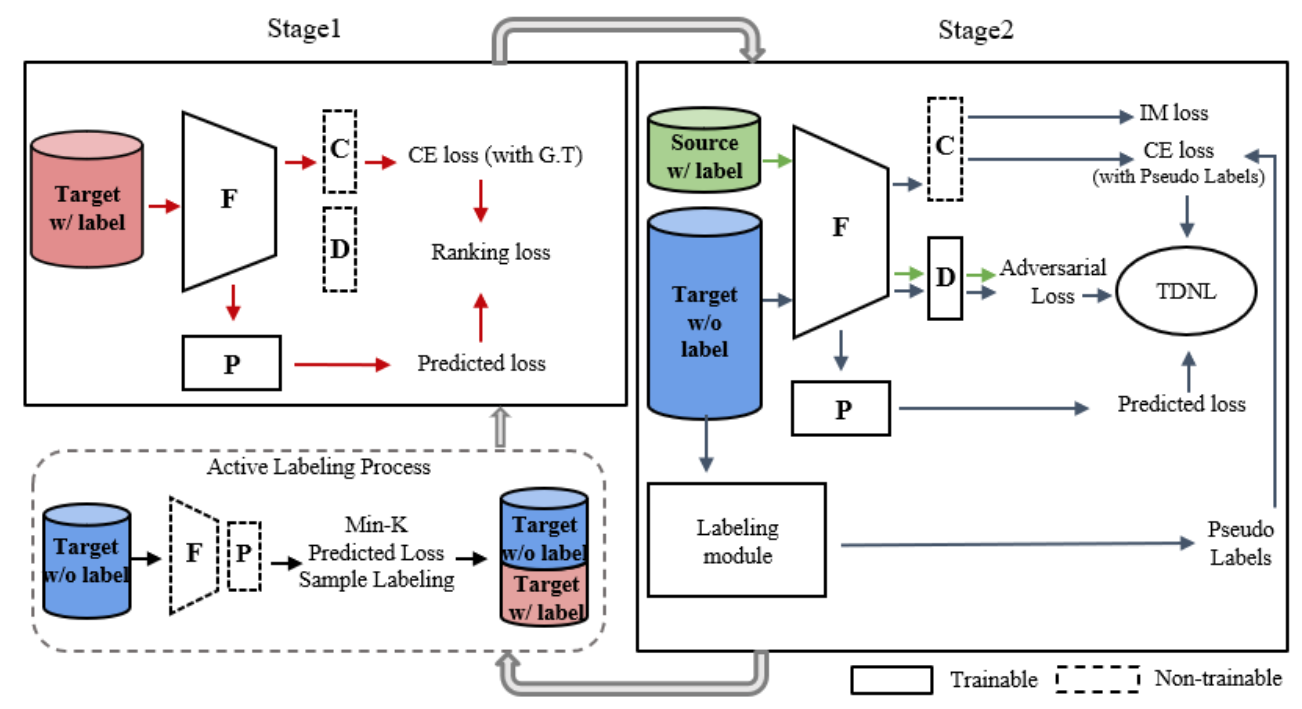 Stage1
Target
w/ label
F
C
CE loss (with G.T)
D
Ranking loss
P
Predicted loss
Stage2
Source
w/ label
Target
w/o
label
F
C
IM loss
CE loss
(with Pseudo Labels)
D
Adversarial
Loss
TDNL
P
Predicted loss
Labeling
module
Pseudo
Labels
Active Labeling Process
Target
w/o label
F
P
Min-K
Predicted Loss
Sample Labeling
Target
w/o label
Target
w/ label
Trainable
Non-trainable